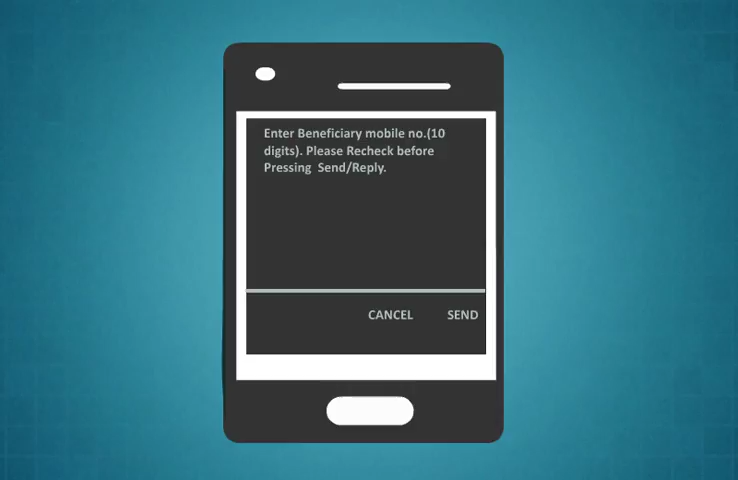 Enter Beneficiary mobile no.(10
digits). Please Recheck before
Pressing  Send/Reply.
CANCEL SEND